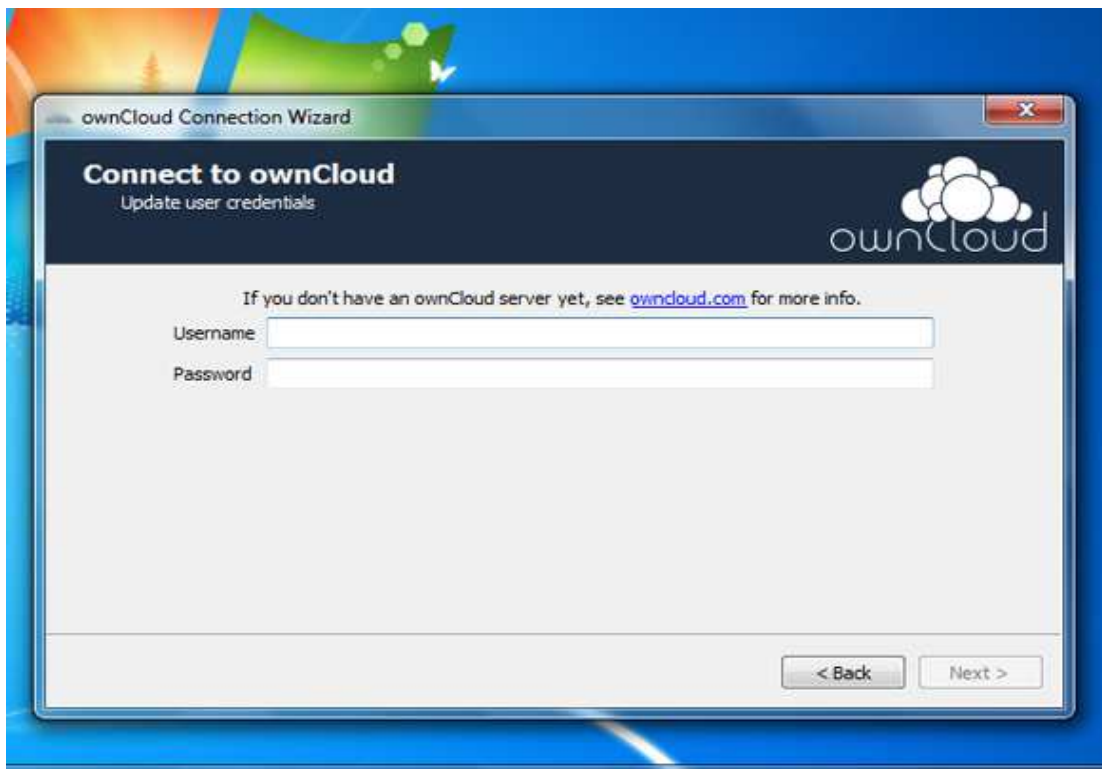 ownCloud Connection Wizard
Connect to ownCloud
Update user credentials
ownCloud
If you don't have an ownCloud server yet, see owncloud.com for more info.
Username
Password
< Back Next >